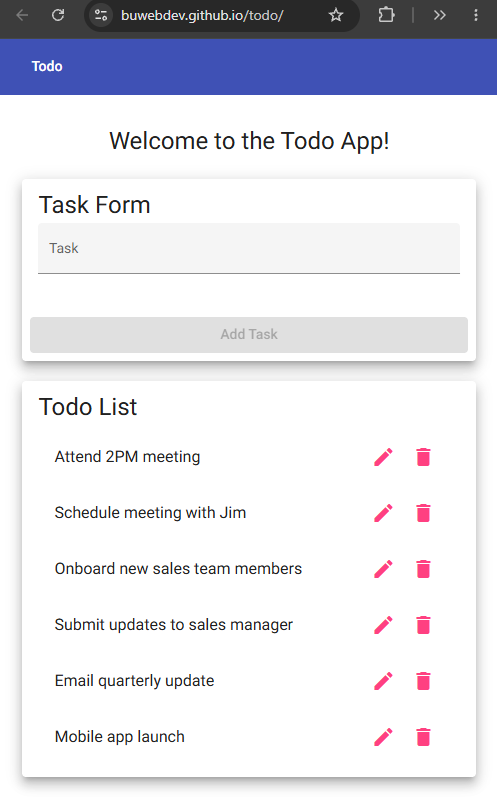 buwebdev.github.io/todo/
Todo
Welcome to the Todo App!
Task Form
Task
Add Task
Todo List
Attend 2PM meeting
Schedule meeting with Jim
Onboard new sales team members
Submit updates to sales manager
Email quarterly update
Mobile app launch